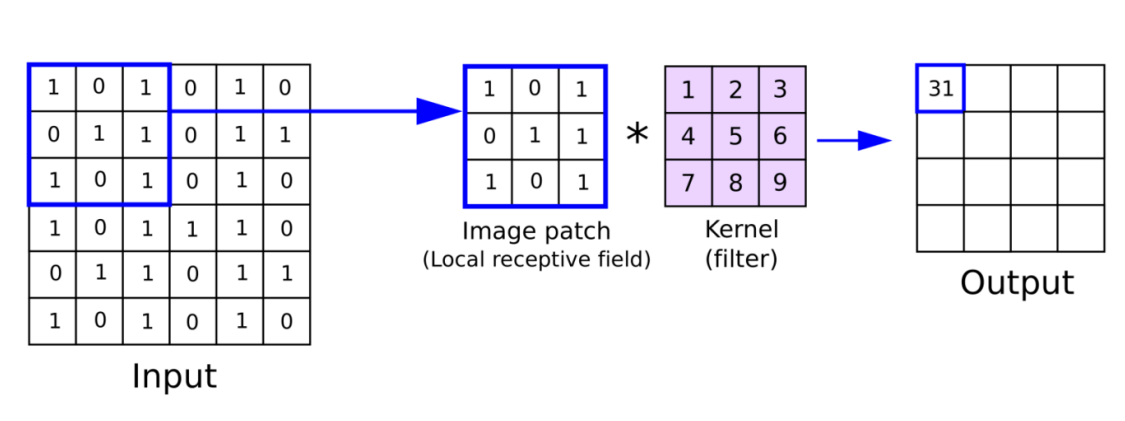 1 0 1 0 1 0
0 1 1 0 1 1
1 0 1 0 1 0
1 0 1 1 1 0
0 1 1 0 1 1
1 0 1 0 1 0
Input
1 0 1
0 1 1
1 0 1
Image patch
(Local receptive field)
*
1 2 3
4 5 6
7 8 9
Kernel
(filter)
31
Output